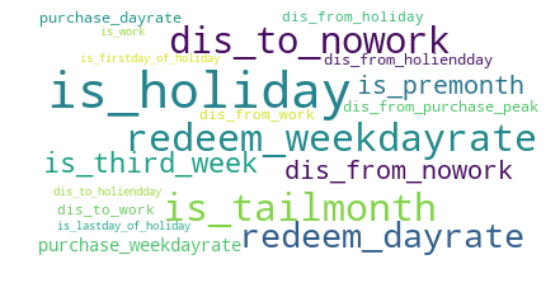 purchase_dayrate dis_from_holiday
is_work dis_to_nowork
is_firstday_of_holiday dis_from_holiendday
is_holiday is_premonth
dis_from_purchase_peak
dis_from_work
redeem_weekdayrate
is_third_week dis_from_nowork
dis_to_holiendday
dis_to_work is_tailmonth
is_lastday_of_holiday
purchase_weekdayrate redeem_dayrate